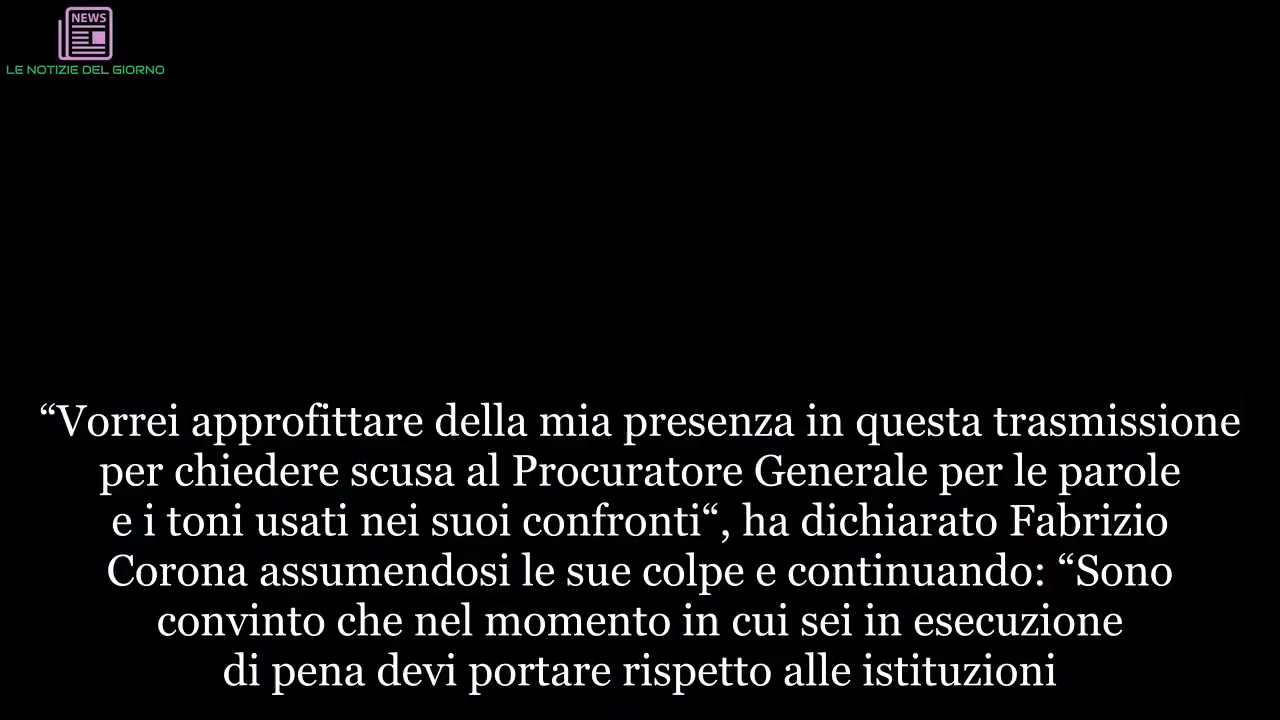 NEWS
LE NOTIZIE DEL GIORNO
“Vorrei approfittare della mia presenza in questa trasmissione
per chiedere scusa al Procuratore Generale per le parole
e i toni usati nei suoi confronti“, ha dichiarato Fabrizio
Corona assumendosi le sue colpe e continuando: “Sono
convinto che nel momento in cui sei in esecuzione
di pena devi portare rispetto alle istituzioni